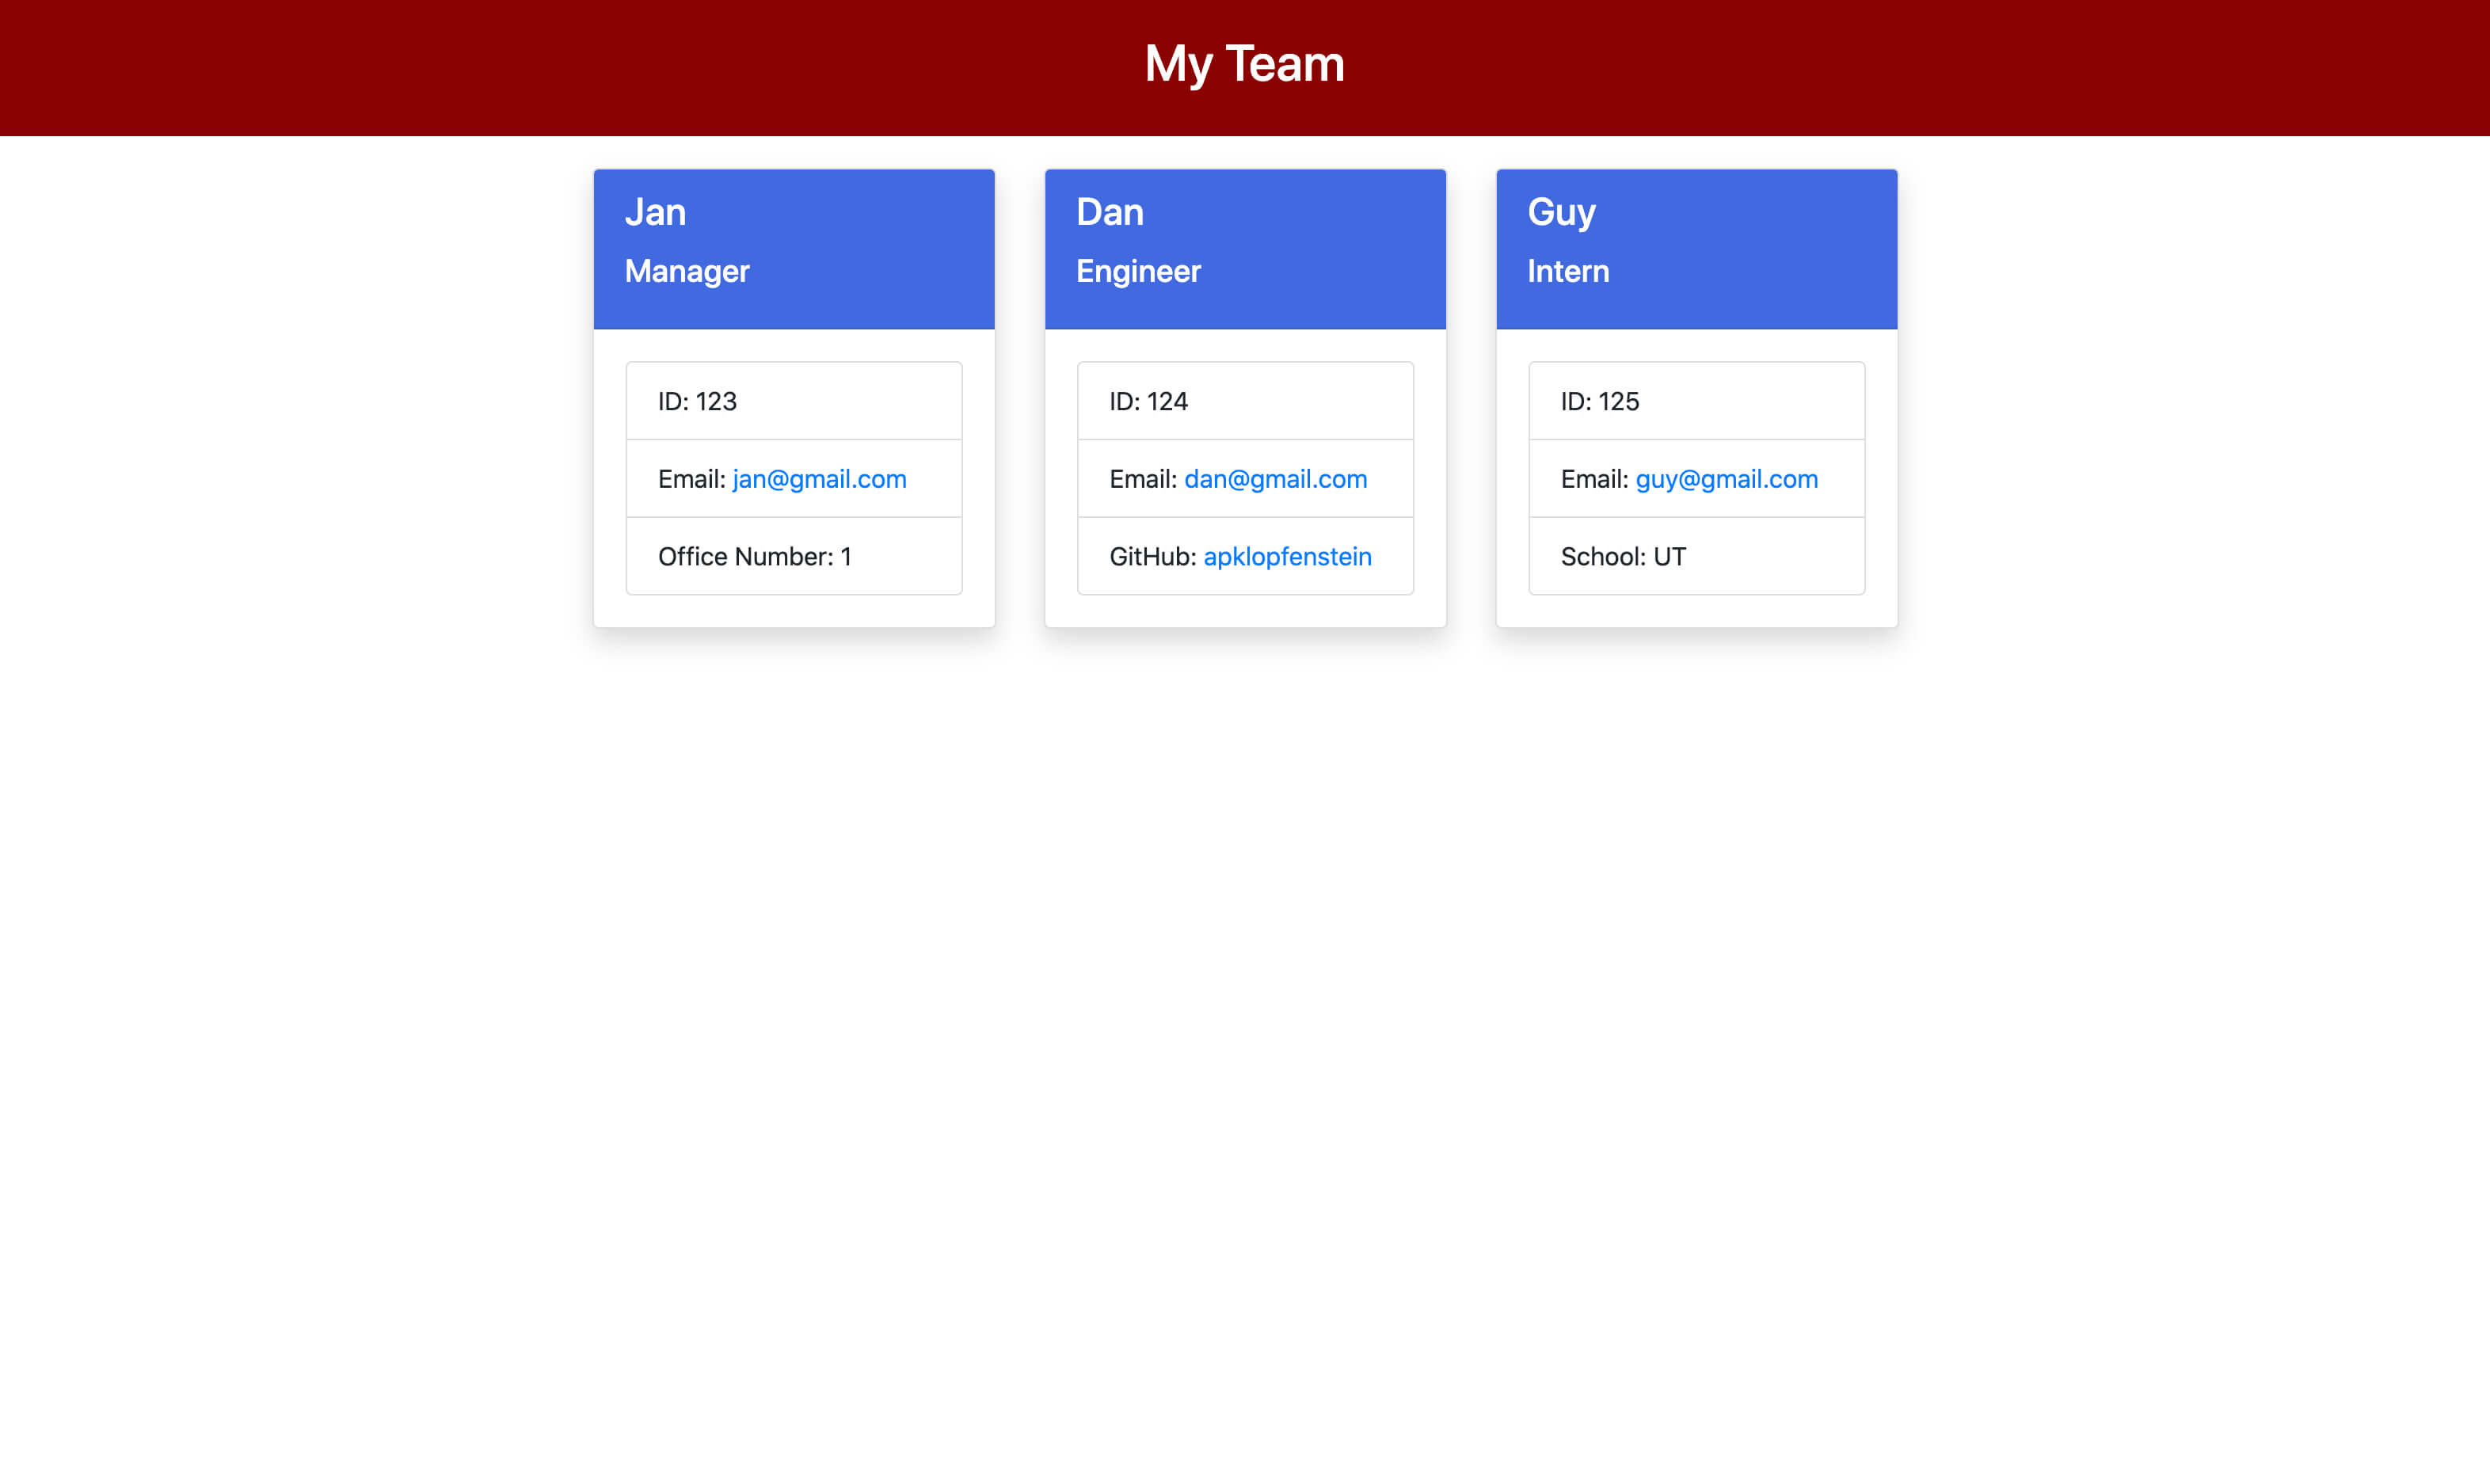 My Team
Jan
Manager
ID: 123
Email: jan@gmail.com
Office Number: 1
Dan
Engineer
ID: 124
Email: dan@gmail.com
GitHub: apklopfenstein
Guy
Intern
ID: 125
Email: guy@gmail.com
School: UT